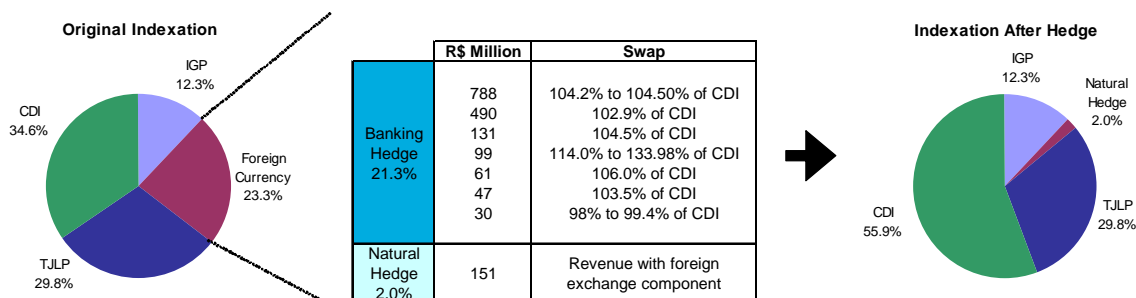 Original Indexation
IGP
12.3%
CDI
34.6%
Foreign
Currency
23.3%
TJLP
29.8%
R$ Million Swap
Banking
Hedge
21.3%
788 104.2% to 104.50% of CDI
490 102.9% of CDI
131 104.5% of CDI
99 114.0% to 133.98% of CDI
61 106.0% of CDI
47 103.5% of CDI
30 98% to 99.4% of CDI
Natural
Hedge
2.0%
151 Revenue with foreign
exchange component
Indexation After Hedge
IGP
12.3%
Natural
Hedge
2.0%
TJLP
29.8%
CDI
55.9%